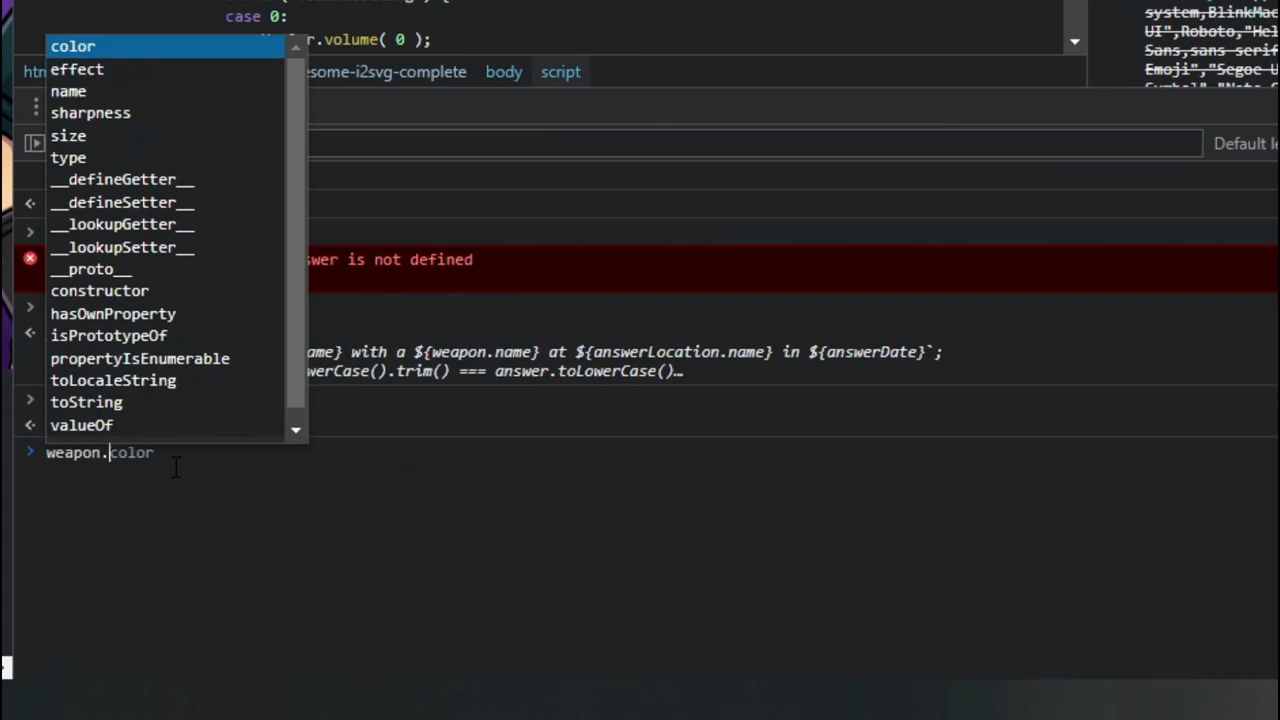 case 0:
.volume( 0 );
system,BlinkMac
UI",Roboto,"Hel
Sans,sans-serif
Emoji","Segoe U
color
effect
name
sharpness
size
type
__defineGetter__
__defineSetter__
__lookupGetter__
__lookupSetter__
__proto__
constructor
hasOwnProperty
isPrototypeOf
propertyIsEnumerable
toLocaleString
toString
valueOf
esome-i2svg-complete body script
Default le
swer is not defined
ame} with a ${weapon.name} at ${answerLocation.name} in ${answerDate}`;
werCase().trim() === answer.toLowerCase()…
> weapon.color